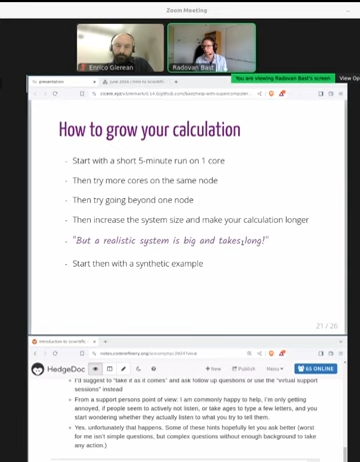 Zoom Meeting
Enrico Glerean
Radovan Bast
You are viewing Radovan Bast's screen
View Op
presentation
How to grow your calculation
- Start with a short 5-minute run on 1 core
- Then try more cores on the same node
- Then try going beyond one node
- Then increase the system size and make your calculation longer
- "But a realistic system is big and takes long!"
- Start then with a synthetic example
21 / 26
HedgeDoc
+ New
Publish
Menu
65 ONLINE
I'd suggest to "take it as it comes" and ask follow up questions or use the "virtual support
sessions" instead
• From a support persons point of view: I am commonly happy to help, I'm only getting
annoyed, if people seem to actively not listen, or take ages to type a few letters, and you
start wondering whether actually listen to what you try to tell them.
• Yes, unfortunately that happens. Some of these hints hopefully let you ask better (worst
for me isn't simple questions, but complex questions without enough background to take
any action.)